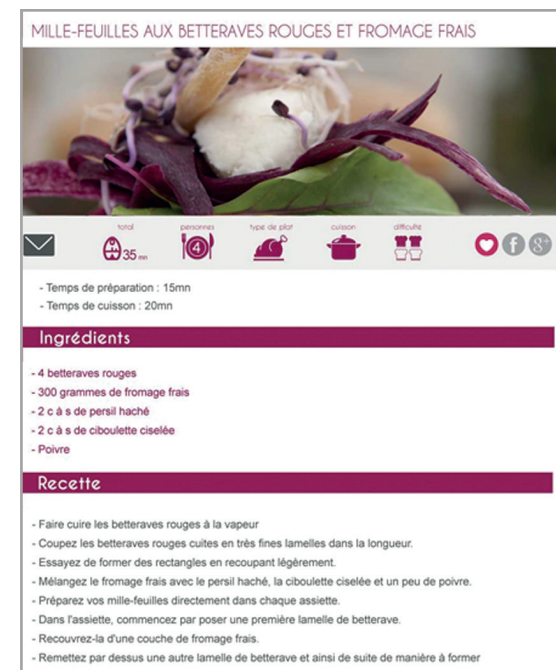 MILLE-FEUILLES AUX BETTERAVES ROUGES ET FROMAGE FRAIS
total
personnes
type de plat
cuisson
difficulté
35 mn
4
f
g+
- Temps de préparation : 15mn
- Temps de cuisson : 20mn
Ingrédients
- 4 betteraves rouges
- 300 grammes de fromage frais
- 2 c à s de persil haché
- 2 c à s de ciboulette ciselée
- Poivre
Recette
- Faire cuire les betteraves rouges à la vapeur
- Coupez les betteraves rouges cuites en très fines lamelles dans la longueur.
- Essayez de former des rectangles en recoupant légèrement.
- Mélangez le fromage frais avec le persil haché, la ciboulette ciselée et un peu de poivre.
- Préparez vos mille-feuilles directement dans chaque assiette.
- Dans l'assiette, commencez par poser une première lamelle de betterave.
- Recouvrez-la d'une couche de fromage frais.
- Remettez par dessus une autre lamelle de betterave et ainsi de suite de manière à former